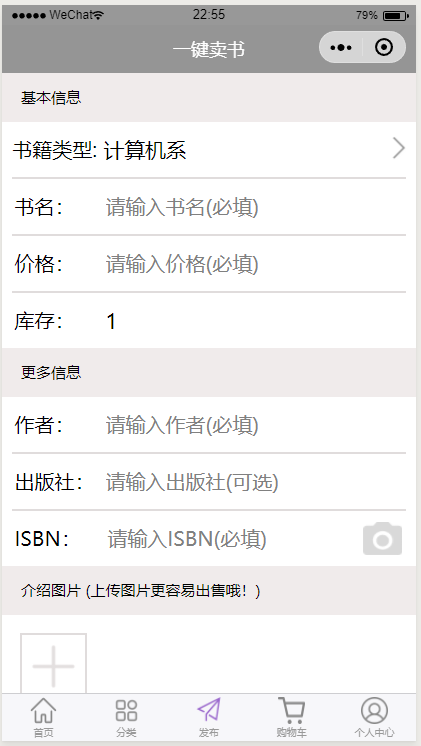 WeChat 22:55 79%
一键卖书
基本信息
书籍类型: 计算机系
书名： 请输入书名(必填)
价格： 请输入价格(必填)
库存： 1
更多信息
作者： 请输入作者(必填)
出版社： 请输入出版社(可选)
ISBN： 请输入ISBN(必填)
介绍图片 (上传图片更容易出售哦！)
首页 分类 发布 购物车 个人中心